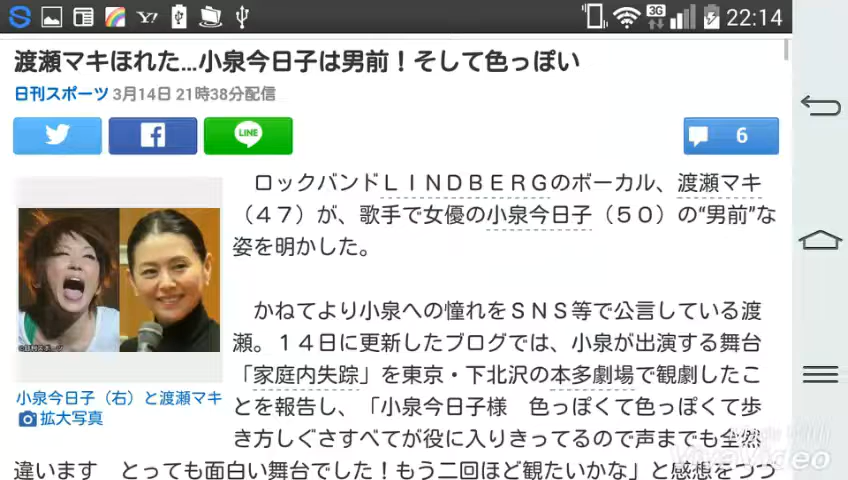 3G
22:14
渡瀬マキほれた…小泉今日子は男前！そして色っぽい
日刊スポーツ 3月14日 21時38分配信
LINE
6
ロックバンドＬＩＮＤＢＥＲＧのボーカル、渡瀬マキ
（４７）が、歌手で女優の小泉今日子（５０）の“男前”な
姿を明かした。
かねてより小泉への憧れをＳＮＳ等で公言している渡
瀬。１４日に更新したブログでは、小泉が出演する舞台
「家庭内失踪」を東京・下北沢の本多劇場で観劇したこ
とを報告し、「小泉今日子様　色っぽくて色っぽくて歩
き方しぐさすべてが役に入りきってるので声までも全然
違います　とっても面白い舞台でした！もう二回ほど観たいかな」と感想をつづ
小泉今日子（右）と渡瀬マキ
拡大写真
Made with
VivaVideo